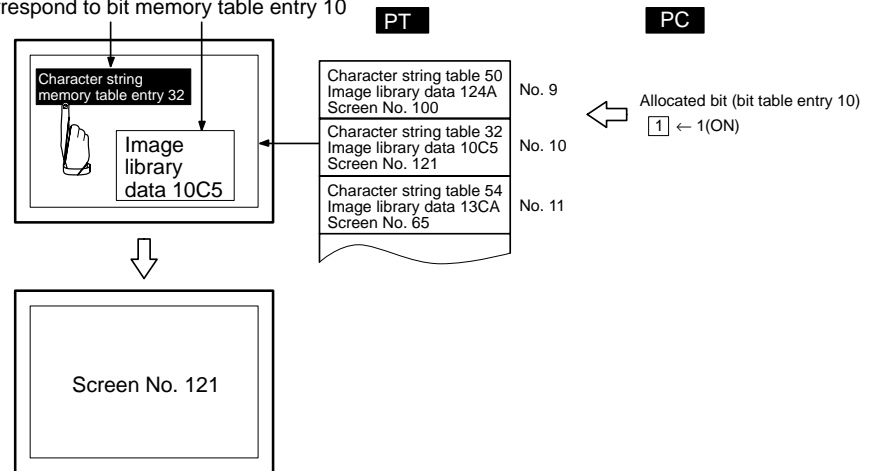 respond to bit memory table entry 10
PT
PC
Character string
memory table entry 32
Image
library
data 10C5
Character string table 50
Image library data 124A
Screen No. 100
No. 9
Character string table 32
Image library data 10C5
Screen No. 121
No. 10
Character string table 54
Image library data 13CA
Screen No. 65
No. 11
Allocated bit (bit table entry 10)
1 ← 1(ON)
Screen No. 121